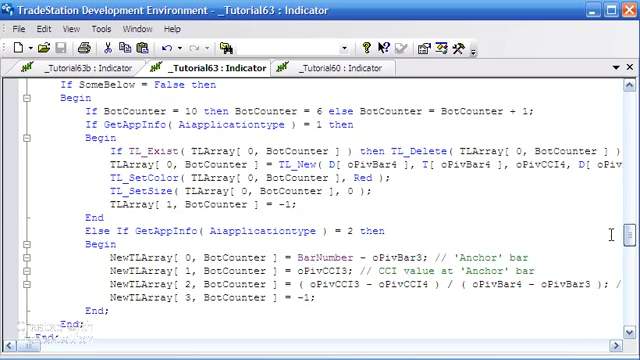 TradeStation Development Environment - _Tutorial63 : Indicator
File Edit View Tools Window Help
_Tutorial63b : Indicator _Tutorial63 : Indicator _Tutorial60 : Indicator
If SomeBelow = False then
Begin
If BotCounter = 10 then BotCounter = 6 else BotCounter = BotCounter + 1;
If GetAppInfo( Aiapplicationtype ) = 1 then
Begin
If TL_Exist( TLArray[ 0, BotCounter ] ) then TL_Delete( TLArray[ 0, BotCounter
TLArray[ 0, BotCounter ] = TL_New( D[ oPivBar4 ], T[ oPivBar4 ], oPivCCI4, D[ oPiv
TL_SetColor( TLArray[ 0, BotCounter ], Red );
TL_SetSize( TLArray[ 0, BotCounter ], 0 );
TLArray[ 1, BotCounter ] = -1;
End
Else If GetAppInfo( Aiapplicationtype ) = 2 then
Begin
NewTLArray[ 0, BotCounter ] = BarNumber - oPivBar3; // 'Anchor' bar
NewTLArray[ 1, BotCounter ] = oPivCCI3; // CCI value at 'Anchor' bar
NewTLArray[ 2, BotCounter ] = ( oPivCCI3 - oPivCCI4 ) / ( oPivBar4 - oPivBar3 ); /
NewTLArray[ 3, BotCounter ] = -1;
End;
End;
End;